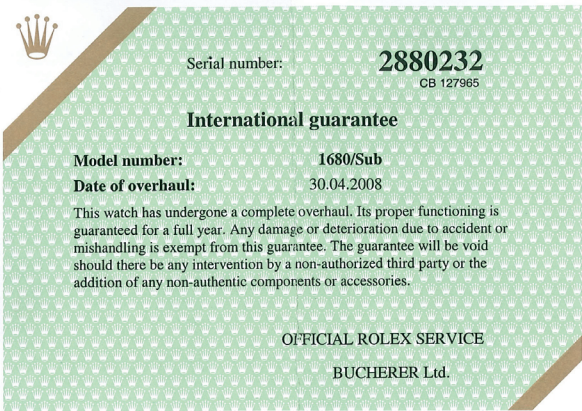 Serial number: 2880232
CB 127965
International guarantee
Model number: 1680/Sub
Date of overhaul: 30.04.2008
This watch has undergone a complete overhaul. Its proper functioning is
guaranteed for a full year. Any damage or deterioration due to accident or
mishandling is exempt from this guarantee. The guarantee will be void
should there be any intervention by a non-authorized third party or the
addition of any non-authentic components or accessories.
OFFICIAL ROLEX SERVICE
BUCHERER Ltd.